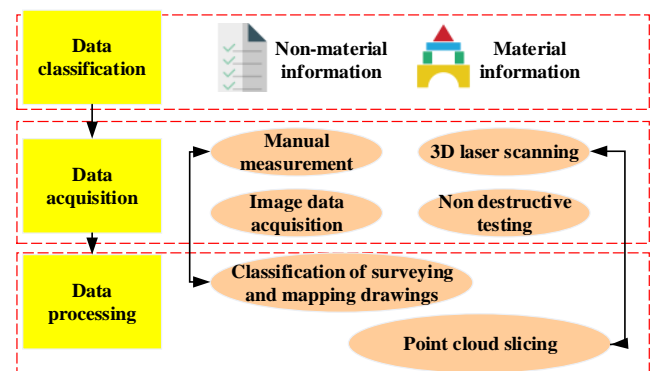 Data
classification
Non-material
information
Material
information
Data
acquisition
Manual
measurement
3D laser scanning
Image data
acquisition
Non destructive
testing
Data
processing
Classification of surveying
and mapping drawings
Point cloud slicing